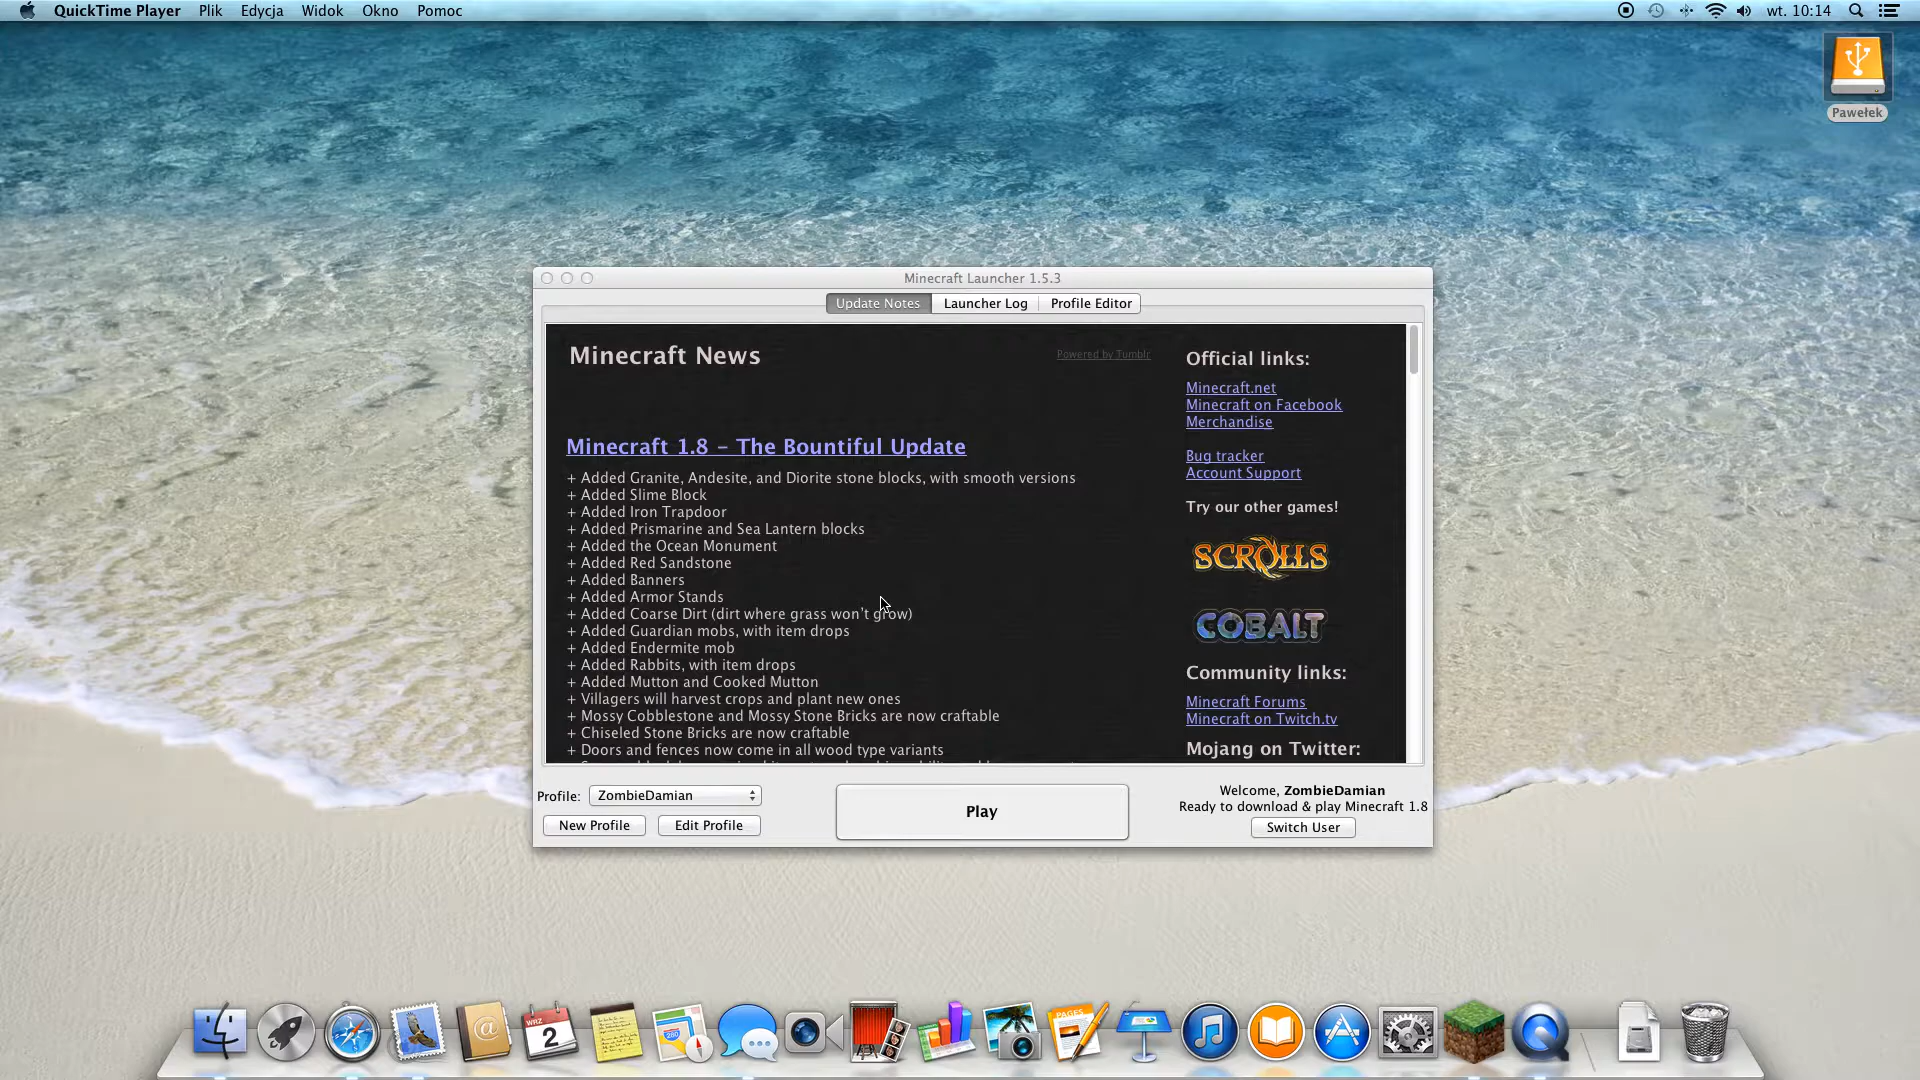 QuickTime Player Plik Edycja Widok Okno Pomoc wt. 10:14
Pawełek
Minecraft Launcher 1.5.3
Update Notes Launcher Log Profile Editor
Minecraft News
Powered by Tumblr
Minecraft 1.8 – The Bountiful Update
+ Added Granite, Andesite, and Diorite stone blocks, with smooth versions
+ Added Slime Block
+ Added Iron Trapdoor
+ Added Prismarine and Sea Lantern blocks
+ Added the Ocean Monument
+ Added Red Sandstone
+ Added Banners
+ Added Armor Stands
+ Added Coarse Dirt (dirt where grass won't grow)
+ Added Guardian mobs, with item drops
+ Added Endermite mob
+ Added Rabbits, with item drops
+ Added Mutton and Cooked Mutton
+ Villagers will harvest crops and plant new ones
+ Mossy Cobblestone and Mossy Stone Bricks are now craftable
+ Chiseled Stone Bricks are now craftable
+ Doors and fences now come in all wood type variants
Official links:
Minecraft.net
Minecraft on Facebook
Merchandise
Bug tracker
Account Support
Try our other games!
SCROLLS
COBALT
Community links:
Minecraft Forums
Minecraft on Twitch.tv
Mojang on Twitter:
Profile: ZombieDamian
New Profile Edit Profile
Play
Welcome, ZombieDamian
Ready to download & play Minecraft 1.8
Switch User
WRZ
2
PAGES